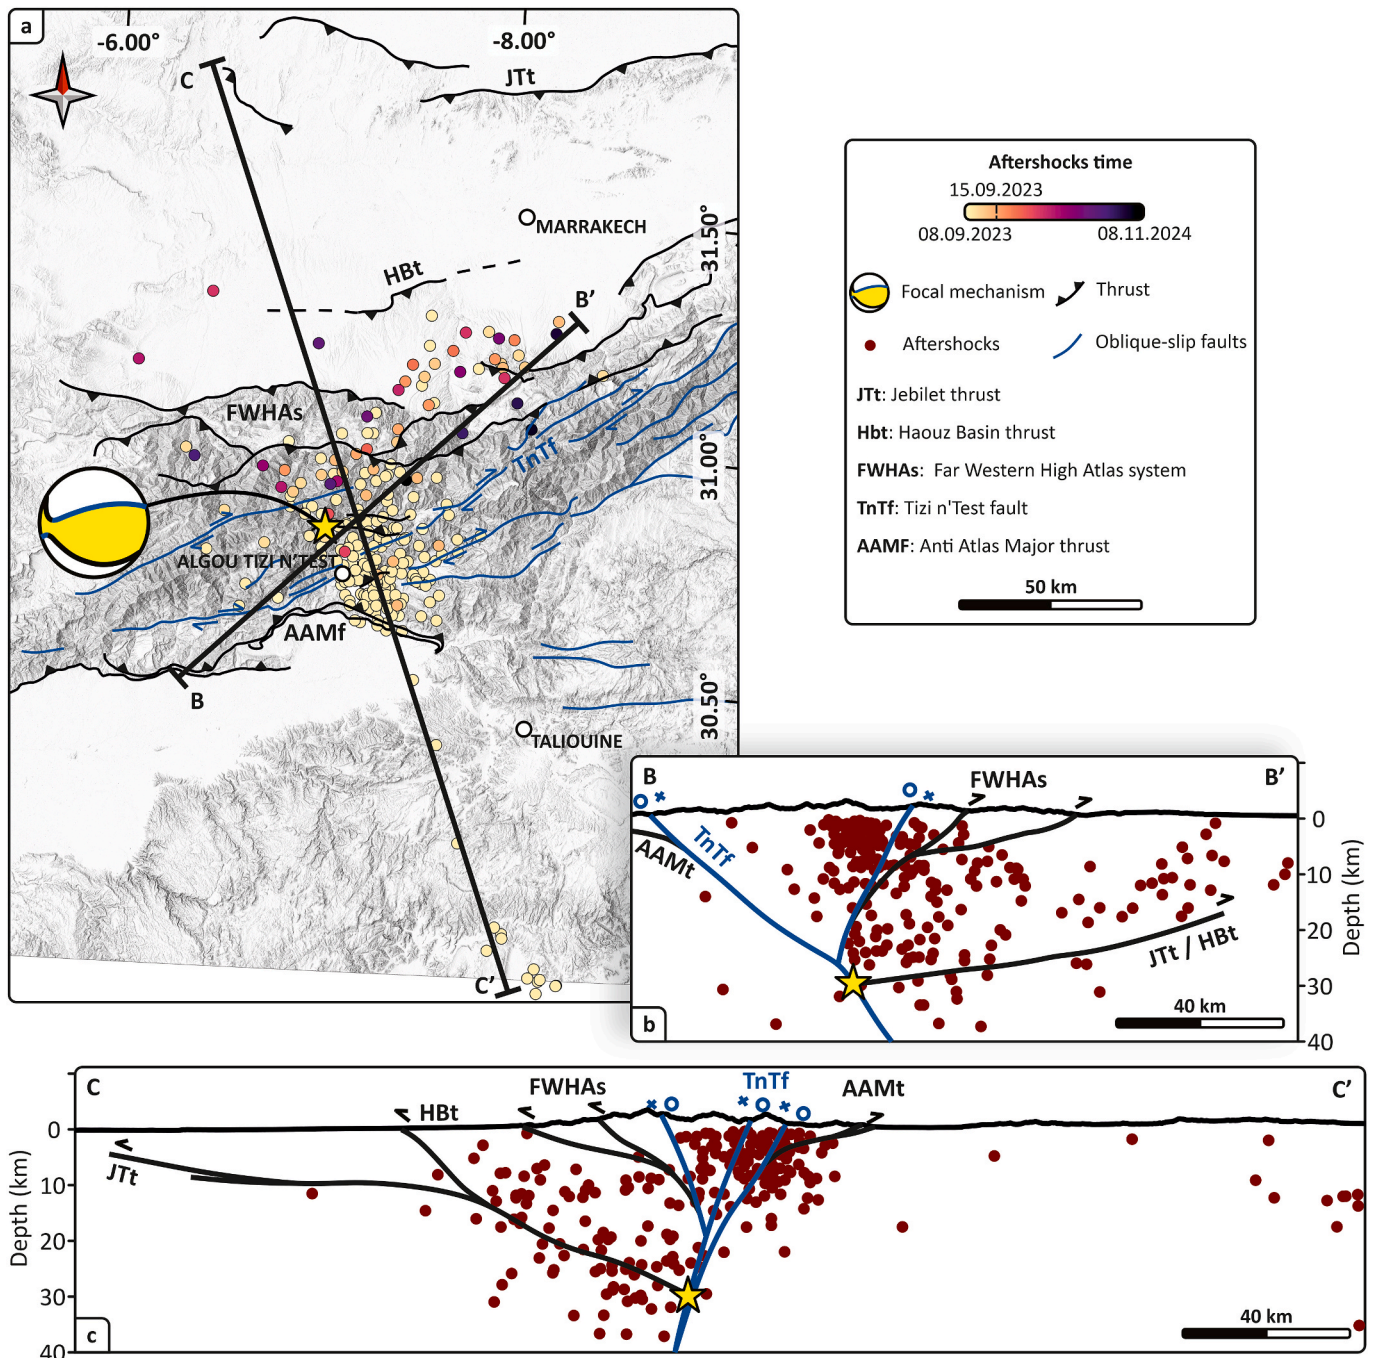 a
-6.00°
-8.00°
C
JTt
MARRAKECH
31.50°
HBt
B'
FWHAs
TnTf
31.00°
ALGOU TIZI N'TEST
AAMf
B
30.50°
TALIOUINE
C'
Aftershocks time
15.09.2023
08.09.2023
08.11.2024
Focal mechanism
Thrust
Aftershocks
Oblique-slip faults
JTt: Jebilet thrust
Hbt: Haouz Basin thrust
FWHAs: Far Western High Atlas system
TnTf: Tizi n'Test fault
AAMF: Anti Atlas Major thrust
50 km
B
FWHAs
B'
TnTf
AAMt
JTt / HBt
0
10
20
30
40
Depth (km)
40 km
b
C
HBt
FWHAs
TnTf
AAMt
C'
JTt
0
10
20
30
40
Depth (km)
40 km
c